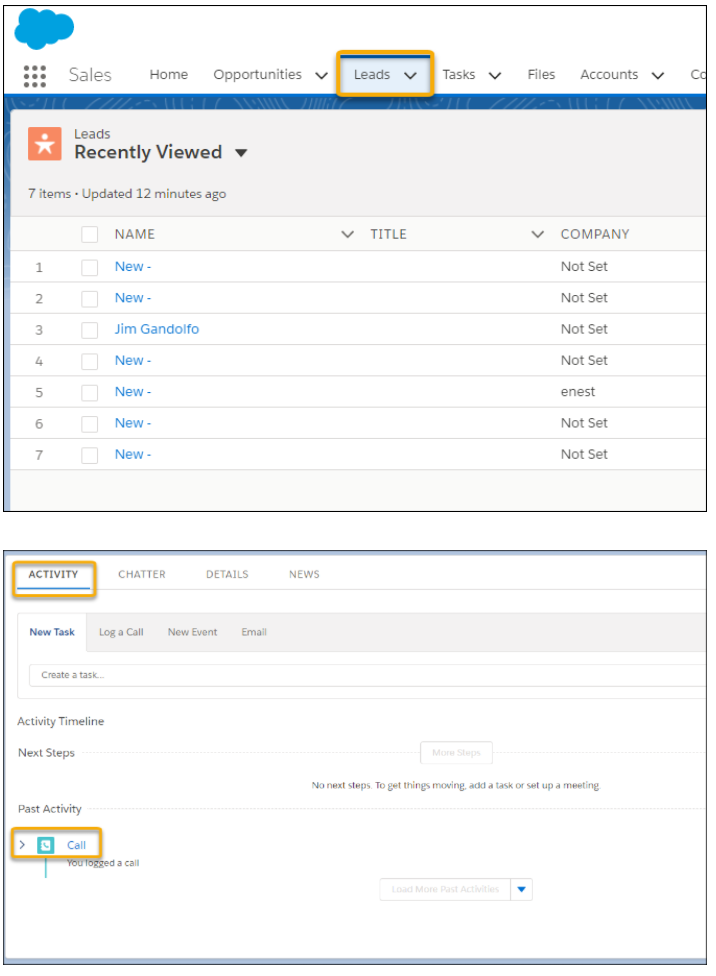 Sales Home Opportunities Leads Tasks Files Accounts Co
Leads
Recently Viewed
7 items • Updated 12 minutes ago
NAME TITLE COMPANY
1 New - Not Set
2 New - Not Set
3 Jim Gandolfo Not Set
4 New - Not Set
5 New - enest
6 New - Not Set
7 New - Not Set
ACTIVITY CHATTER DETAILS NEWS
New Task Log a Call New Event Email
Create a task...
Activity Timeline
Next Steps More Steps
No next steps. To get things moving, add a task or set up a meeting.
Past Activity
Call
You logged a call
Load More Past Activities